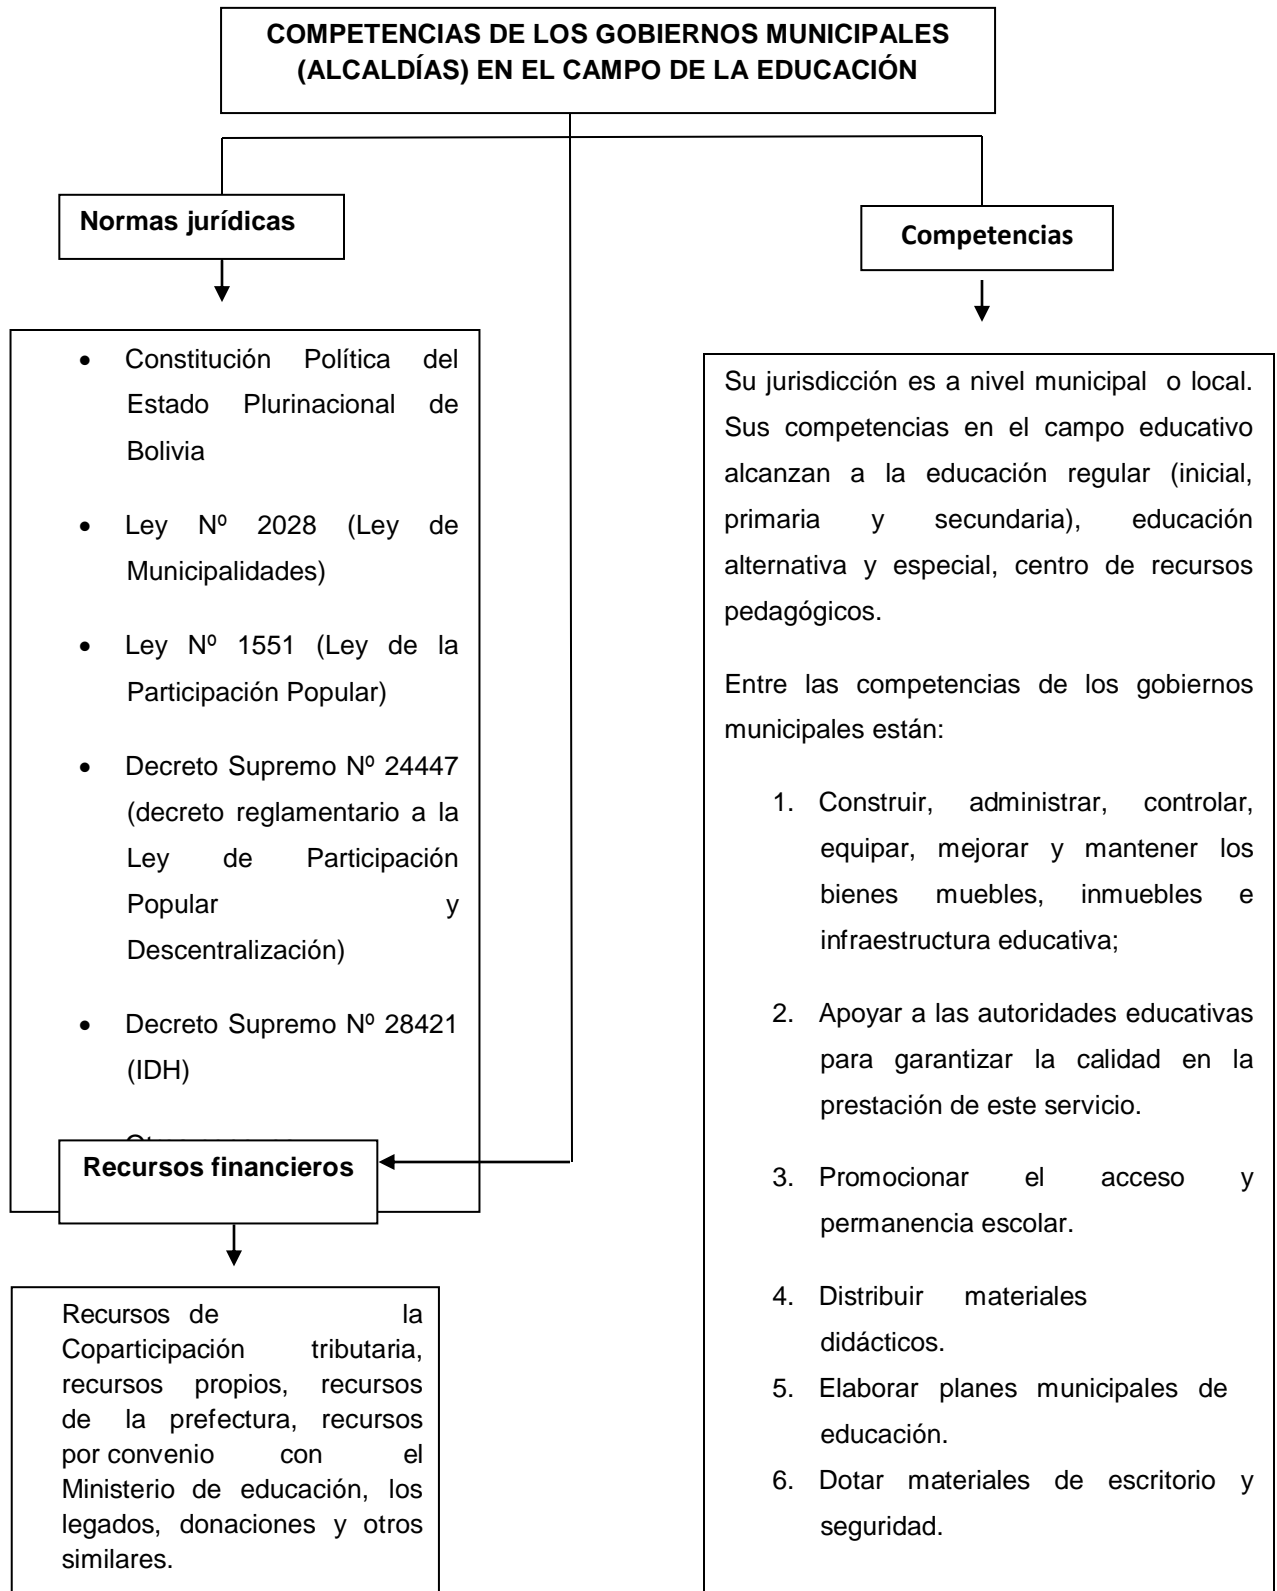 COMPETENCIAS DE LOS GOBIERNOS MUNICIPALES
(ALCALDÍAS) EN EL CAMPO DE LA EDUCACIÓN
Normas jurídicas
• Constitución Política del
Estado Plurinacional de
Bolivia
• Ley Nº 2028 (Ley de
Municipalidades)
• Ley Nº 1551 (Ley de la
Participación Popular)
• Decreto Supremo Nº 24447
(decreto reglamentario a la
Ley de Participación
Popular y
Descentralización)
• Decreto Supremo Nº 28421
(IDH)
Recursos financieros
Recursos de la
Coparticipación tributaria,
recursos propios, recursos
de la prefectura, recursos
por convenio con el
Ministerio de educación, los
legados, donaciones y otros
similares.
Competencias
Su jurisdicción es a nivel municipal o local.
Sus competencias en el campo educativo
alcanzan a la educación regular (inicial,
primaria y secundaria), educación
alternativa y especial, centro de recursos
pedagógicos.
Entre las competencias de los gobiernos
municipales están:
1. Construir, administrar, controlar,
equipar, mejorar y mantener los
bienes muebles, inmuebles e
infraestructura educativa;
2. Apoyar a las autoridades educativas
para garantizar la calidad en la
prestación de este servicio.
3. Promocionar el acceso y
permanencia escolar.
4. Distribuir materiales
didácticos.
5. Elaborar planes municipales de
educación.
6. Dotar materiales de escritorio y
seguridad.